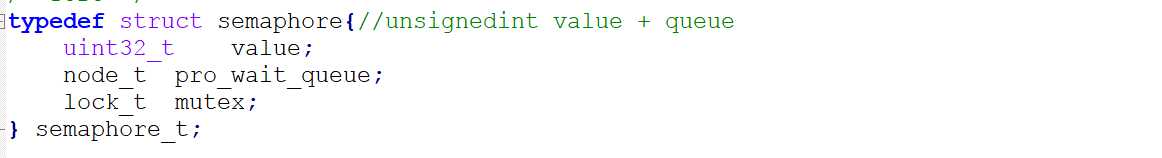 typedef struct semaphore{//unsignedint value + queue
    uint32_t    value;
    node_t  pro_wait_queue;
    lock_t  mutex;
} semaphore_t;